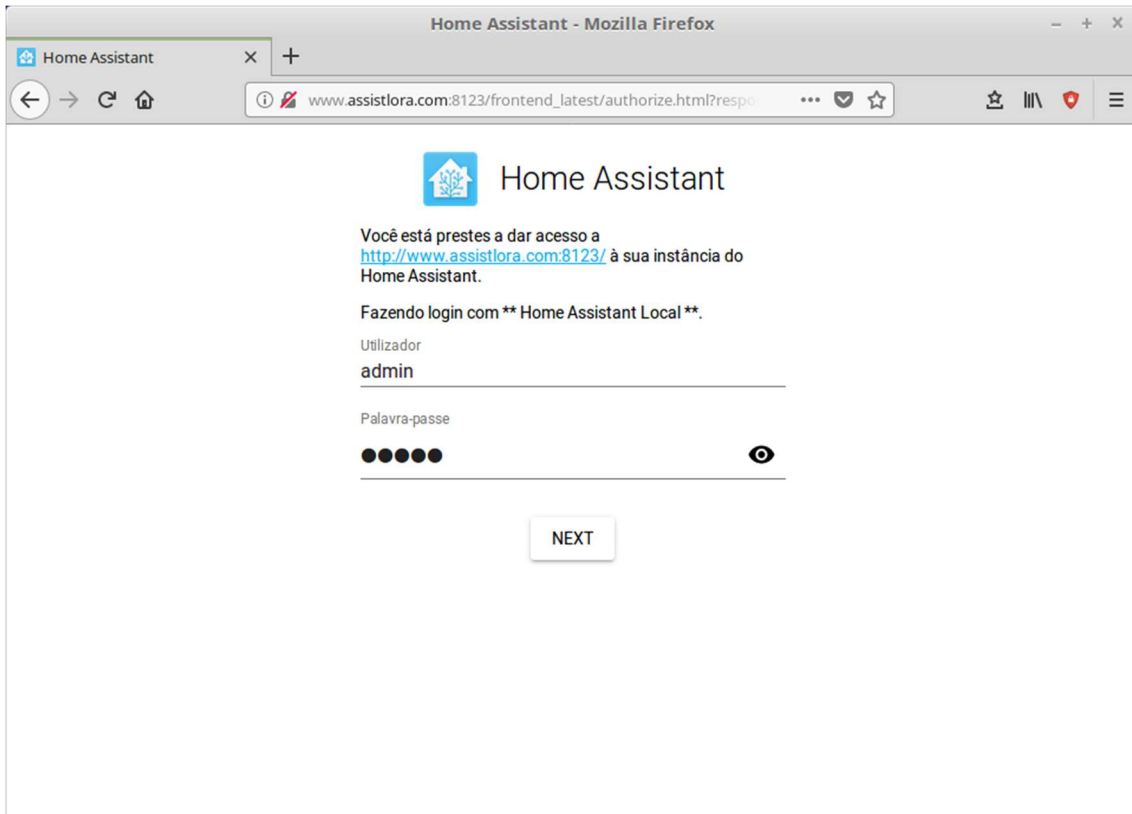 Home Assistant - Mozilla Firefox
Home Assistant
www.assistlora.com:8123/frontend_latest/authorize.html?respo
Home Assistant
Você está prestes a dar acesso a
http://www.assistlora.com:8123/ à sua instância do
Home Assistant.
Fazendo login com ** Home Assistant Local **.
Utilizador
admin
Palavra-passe
●●●●●
NEXT